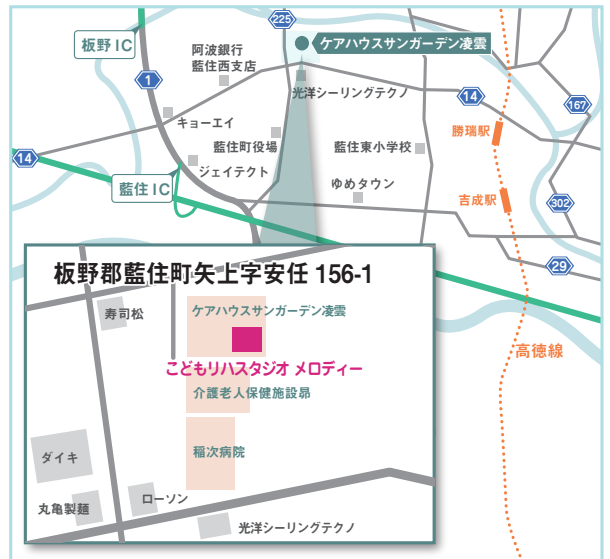 225
板野IC
ケアハウスサンガーデン凌雲
阿波銀行
藍住西支店
1
光洋シーリングテクノ
14
167
キョーエイ
勝瑞駅
藍住町役場
藍住東小学校
14
ジェイテクト
藍住IC
ゆめタウン
吉成駅
302
29
板野郡藍住町矢上字安任 156-1
寿司松
ケアハウスサンガーデン凌雲
こどもリハスタジオ メロディー
介護老人保健施設昴
高徳線
稲次病院
ダイキ
丸亀製麺
ローソン
光洋シーリングテクノ